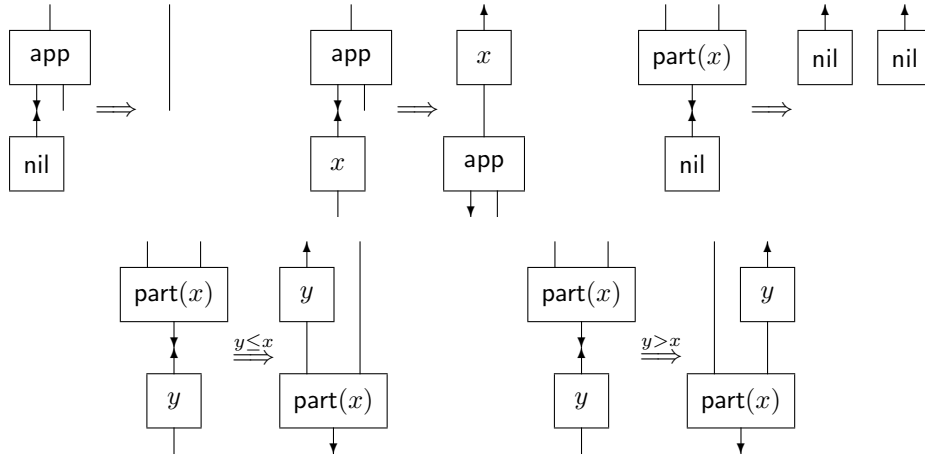 app
nil
⟹
app
x
⟹
x
app
part(x)
nil
⟹
nil
nil
part(x)
y
y≤x
⟹
y
part(x)
part(x)
y
y>x
⟹
y
part(x)